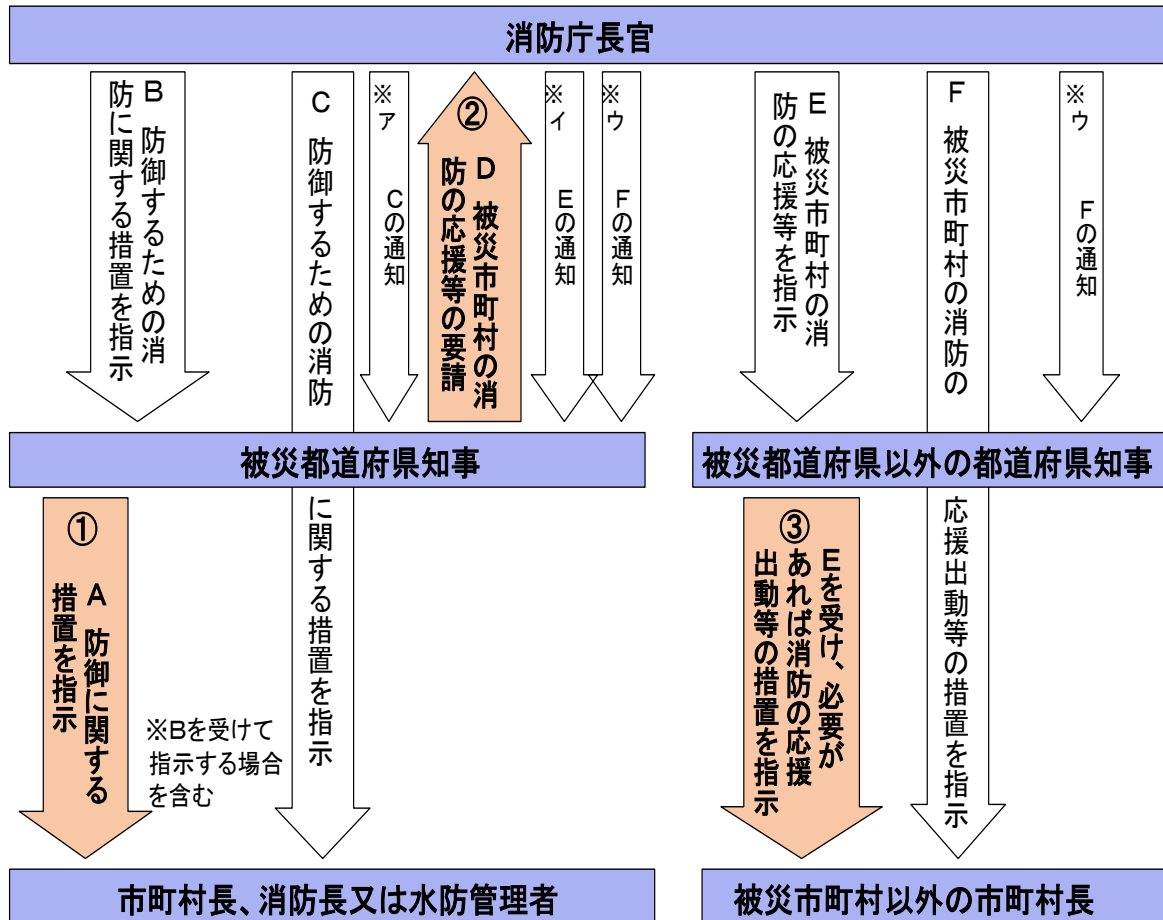 消防庁長官
B 防御するための消
防に関する措置を指示
C 防御するための消防
に関する措置を指示
※ア Cの通知
②
D 被災市町村の消
防の応援等の要請
※イ Eの通知
※ウ Fの通知
E 被災市町村の消
防の応援等を指示
F 被災市町村の消防の
応援出動等の措置を指示
※ウ Fの通知
被災都道府県知事
被災都道府県以外の都道府県知事
①
A 防御に関する
措置を指示
※Bを受けて
指示する場合
を含む
③
Eを受け、必要が
あれば消防の応援
出動等の措置を指示
市町村長、消防長又は水防管理者
被災市町村以外の市町村長